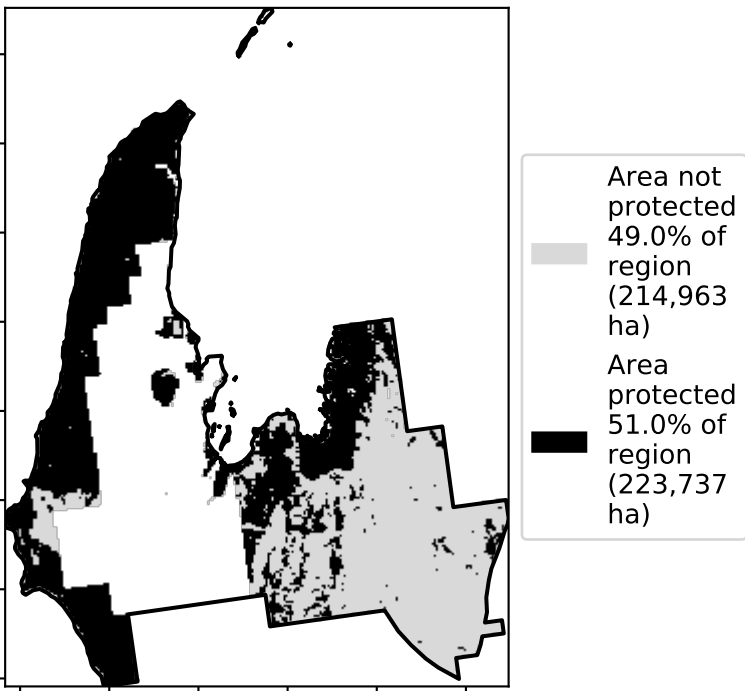 Area not
protected
49.0% of
region
(214,963
ha)
Area
protected
51.0% of
region
(223,737
ha)